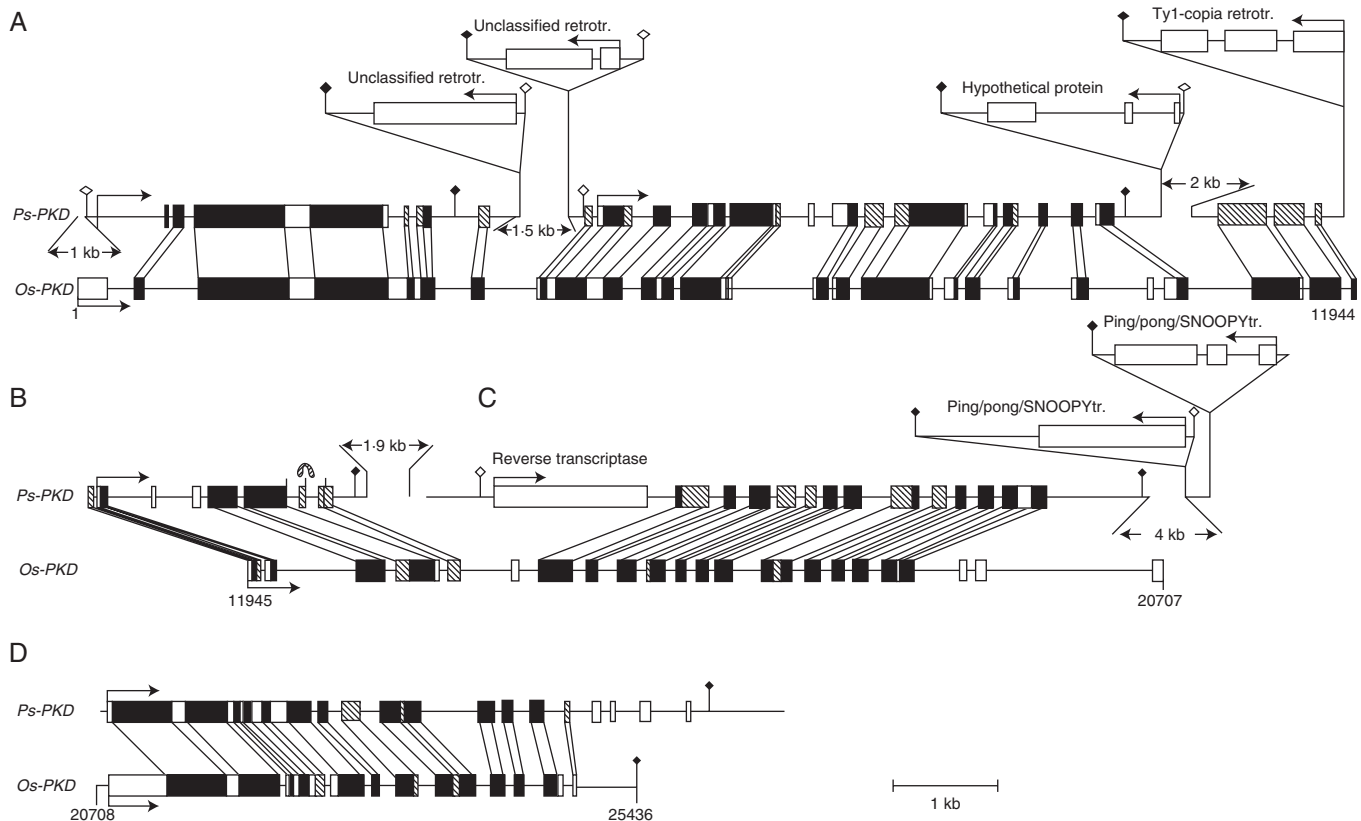 A
Unclassified retrotr.
Ty1-copia retrotr.
Unclassified retrotr.
Hypothetical protein
2 kb
Ps-PKD
1·5 kb
1 kb
Os-PKD
1
11944
Ping/pong/SNOOPYtr.
B
C
Ping/pong/SNOOPYtr.
1·9 kb
Reverse transcriptase
Ps-PKD
4 kb
Os-PKD
11945
20707
D
Ps-PKD
Os-PKD
20708
25436
1 kb